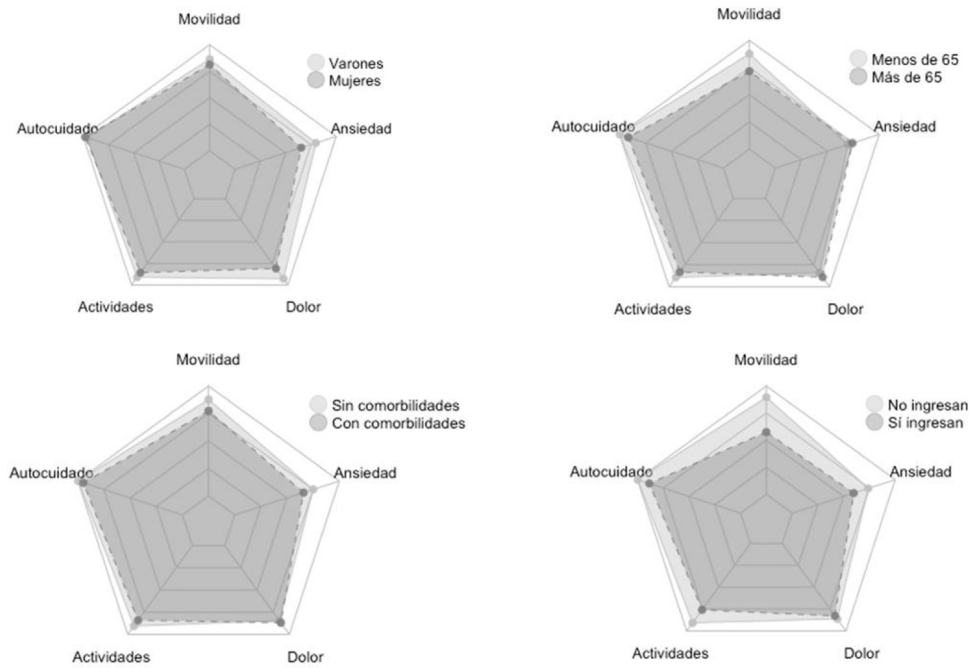 Movilidad
Varones
Mujeres
Autocuidado
Ansiedad
Actividades
Dolor
Movilidad
Menos de 65
Más de 65
Autocuidado
Ansiedad
Actividades
Dolor
Movilidad
Sin comorbilidades
Con comorbilidades
Autocuidado
Ansiedad
Actividades
Dolor
Movilidad
No ingresan
Sí ingresan
Autocuidado
Ansiedad
Actividades
Dolor